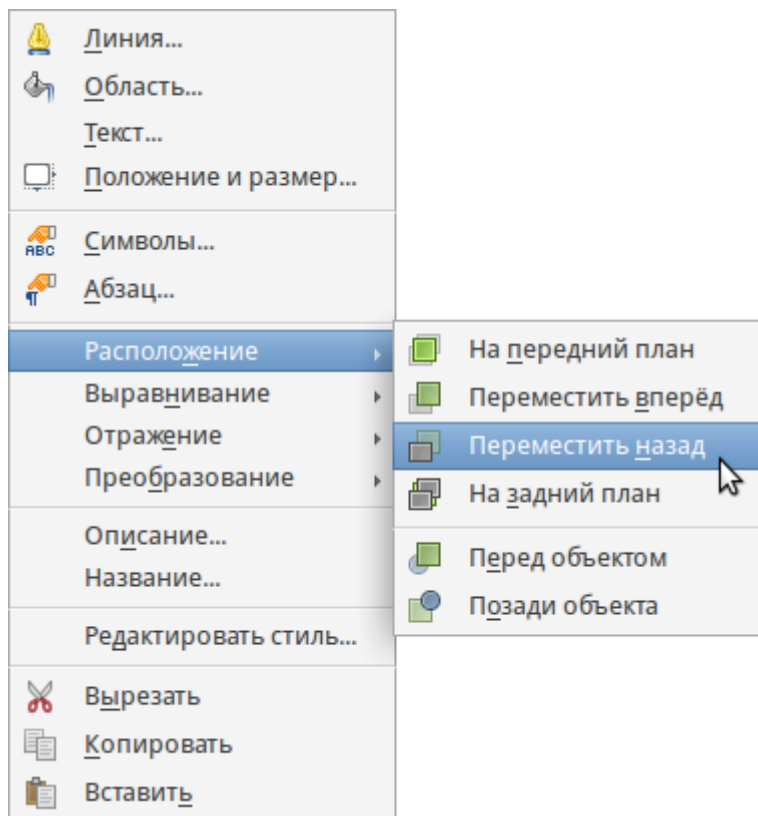 Линия...
Область...
Текст...
Положение и размер...
ABC
Символы...
¶
Абзац...
Расположение
Выравнивание
Отражение
Преобразование
Описание...
Название...
Редактировать стиль...
Вырезать
Копировать
Вставить
На передний план
Переместить вперёд
Переместить назад
На задний план
Перед объектом
Позади объекта